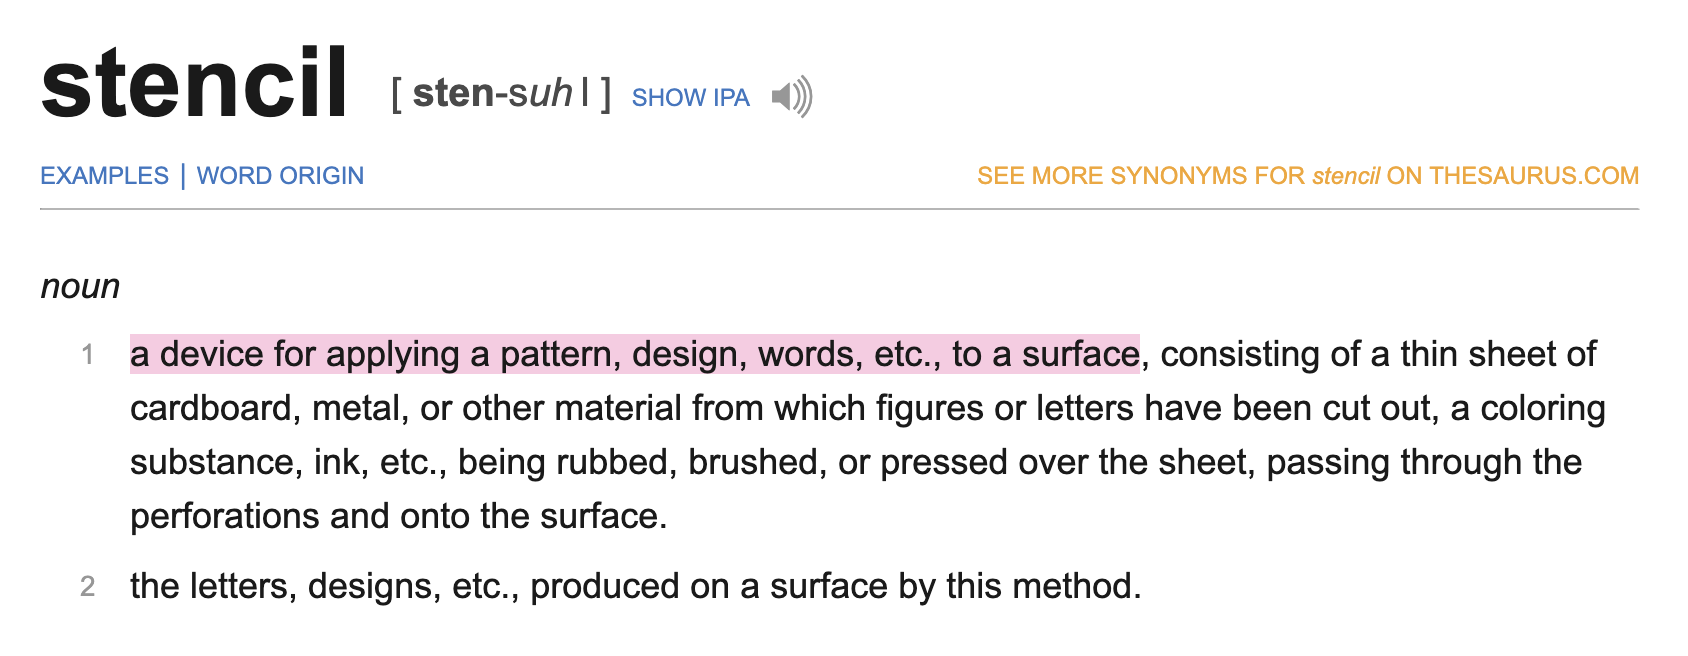 stencil [ sten-suhl ] SHOW IPA
EXAMPLES | WORD ORIGIN SEE MORE SYNONYMS FOR stencil ON THESAURUS.COM
noun
1 a device for applying a pattern, design, words, etc., to a surface, consisting of a thin sheet of
cardboard, metal, or other material from which figures or letters have been cut out, a coloring
substance, ink, etc., being rubbed, brushed, or pressed over the sheet, passing through the
perforations and onto the surface.
2 the letters, designs, etc., produced on a surface by this method.